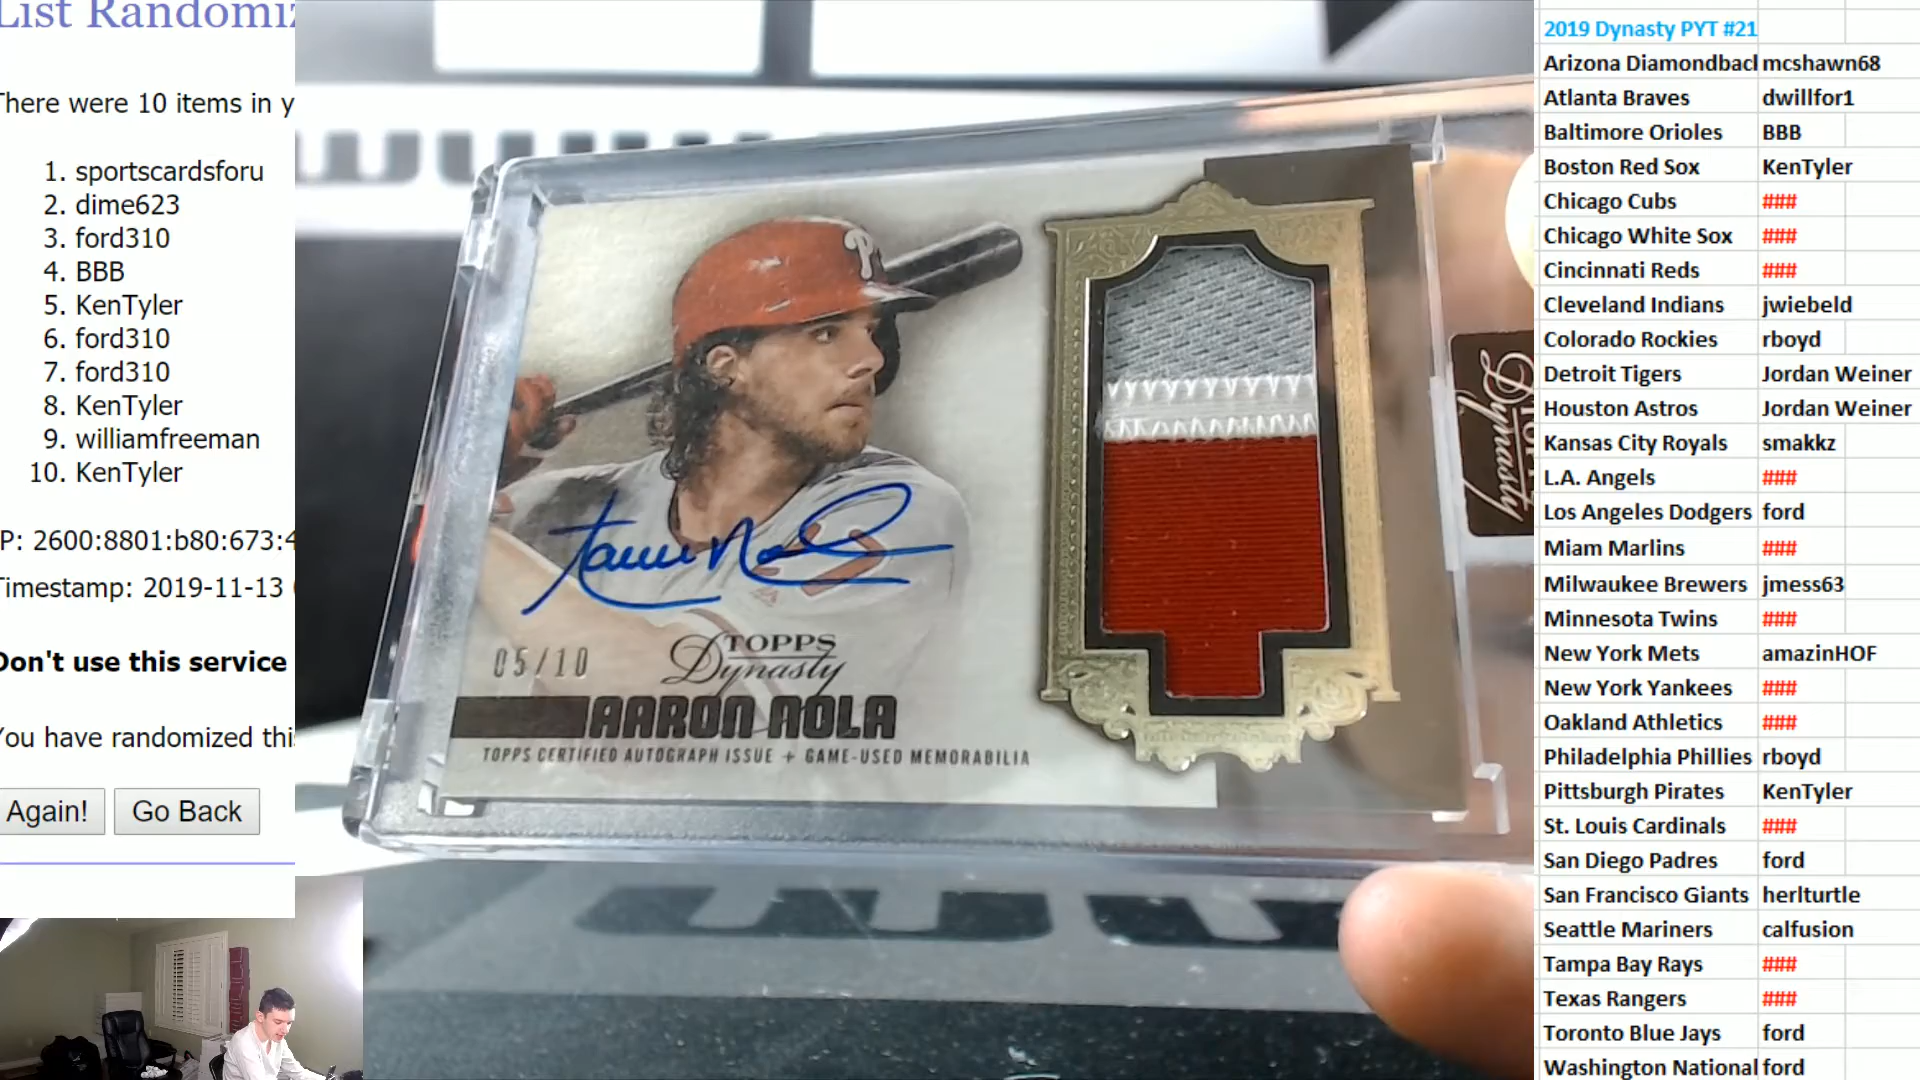 List Randomiz
There were 10 items in y
1. sportscardsforu
2. dime623
3. ford310
4. BBB
5. KenTyler
6. ford310
7. ford310
8. KenTyler
9. williamfreeman
10. KenTyler
IP: 2600:8801:b80:673:4
Timestamp: 2019-11-13
Don't use this service
You have randomized thi
Again! Go Back
P
Aaron Nola
05/10
TOPPS
Dynasty
AARON NOLA
TOPPS CERTIFIED AUTOGRAPH ISSUE + GAME-USED MEMORABILIA
Dynasty
2019 Dynasty PYT #21
Arizona Diamondbac mcshawn68
Atlanta Braves dwillfor1
Baltimore Orioles BBB
Boston Red Sox KenTyler
Chicago Cubs ###
Chicago White Sox ###
Cincinnati Reds ###
Cleveland Indians jwiebeld
Colorado Rockies rboyd
Detroit Tigers Jordan Weiner
Houston Astros Jordan Weiner
Kansas City Royals smakkz
L.A. Angels ###
Los Angeles Dodgers ford
Miam Marlins ###
Milwaukee Brewers jmess63
Minnesota Twins ###
New York Mets amazinHOF
New York Yankees ###
Oakland Athletics ###
Philadelphia Phillies rboyd
Pittsburgh Pirates KenTyler
St. Louis Cardinals ###
San Diego Padres ford
San Francisco Giants herlturtle
Seattle Mariners calfusion
Tampa Bay Rays ###
Texas Rangers ###
Toronto Blue Jays ford
Washington National ford